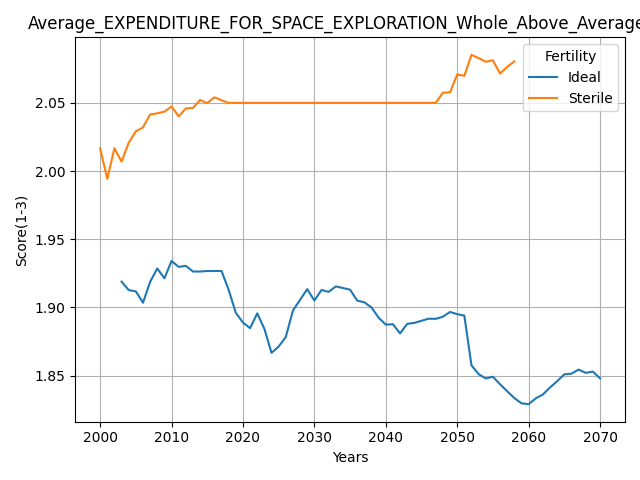 Average_EXPENDITURE_FOR_SPACE_EXPLORATION_Whole_Above_Average
Fertility
Ideal
Sterile
Score(1-3)
2.05
2.00
1.95
1.90
1.85
2000 2010 2020 2030 2040 2050 2060 2070
Years